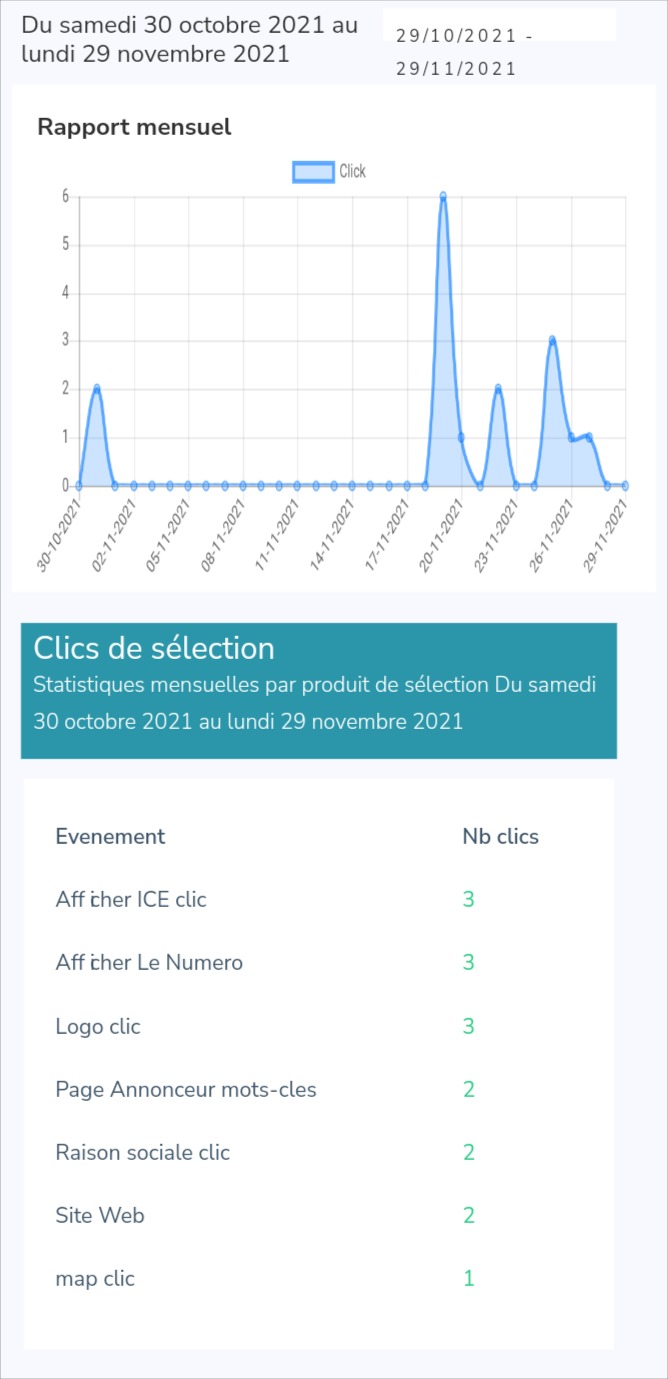 Du samedi 30 octobre 2021 au
lundi 29 novembre 2021
29/10/2021 -
29/11/2021
Rapport mensuel
Click
6
5
4
3
2
1
0
30-10-2021
02-11-2021
05-11-2021
08-11-2021
11-11-2021
14-11-2021
17-11-2021
20-11-2021
23-11-2021
26-11-2021
29-11-2021
Clics de sélection
Statistiques mensuelles par produit de sélection Du samedi
30 octobre 2021 au lundi 29 novembre 2021
Evenement Nb clics
Afficher ICE clic 3
Afficher Le Numero 3
Logo clic 3
Page Annonceur mots-cles 2
Raison sociale clic 2
Site Web 2
map clic 1